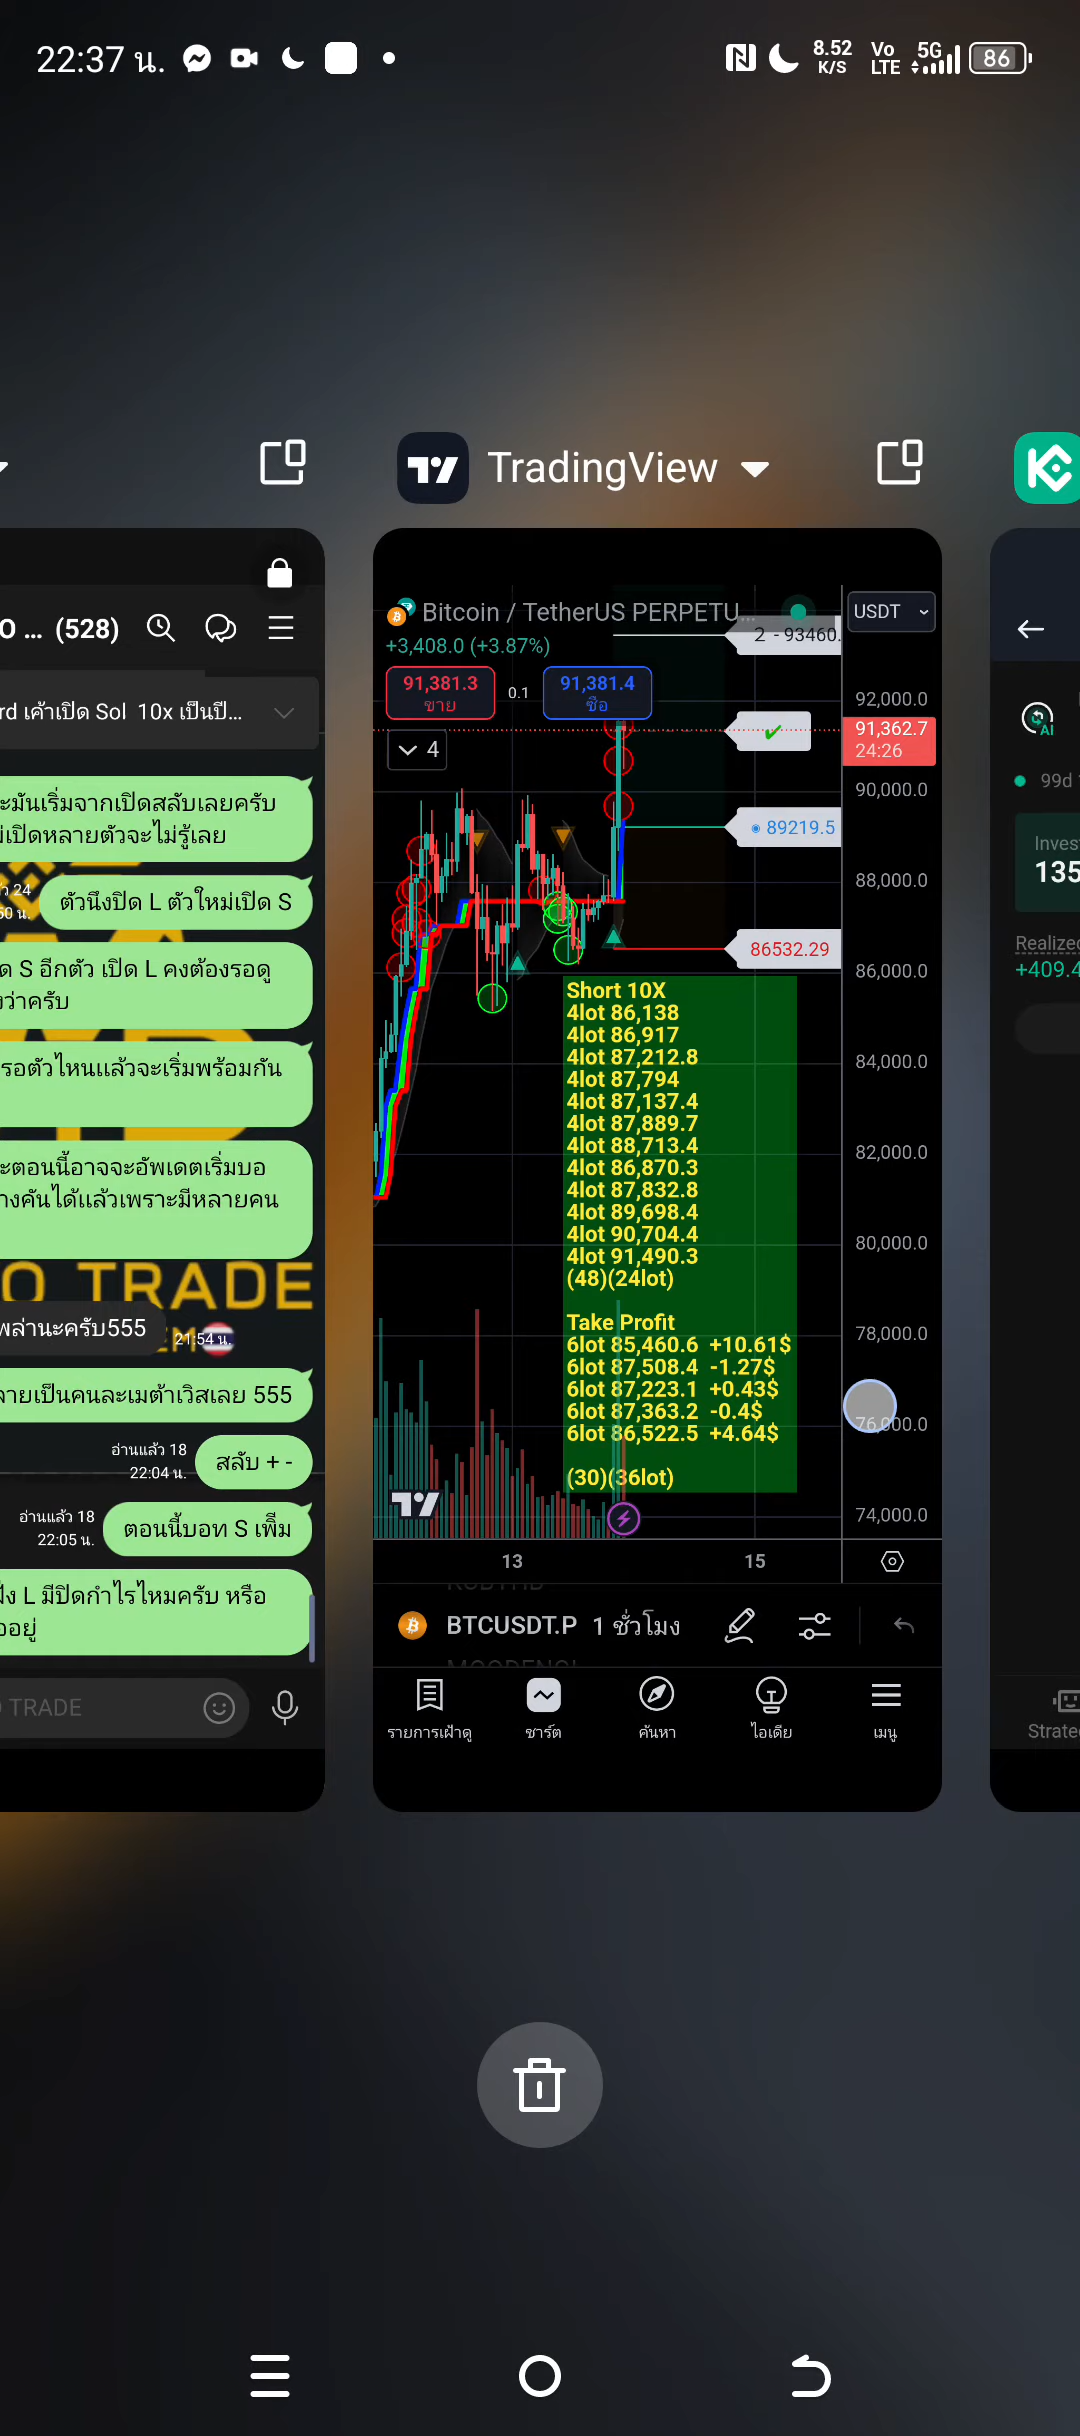 22:37 น.
8.52 K/S
Vo LTE
5G
86
TradingView
O ... (528)
rd เค้าเปิด Sol 10x เป็นปี...
ะมันเริ่มจากเปิดสลับเลยครับ
เปิดหลายตัวจะไม่รู้เลย
ตัวนึงปิด L ตัวใหม่เปิด S
ด S อีกตัว เปิด L คงต้องรอดู
ว่าครับ
รอตัวไหนแล้วจะเริ่มพร้อมกัน
ะตอนนี้อาจจะอัพเดตเริ่มบอ
างคันได้แล้วเพราะมีหลายคน
O TRADE
พล่านะครับ555
21:54 น.
ลายเป็นคนละเมต้าเวิสเลย 555
อ่านแล้ว 18
22:04 น.
สลับ + -
อ่านแล้ว 18
22:05 น.
ตอนนี้บอท S เพิ่ม
ฝั่ง L มีปิดกำไรไหมครับ หรือ
อยู่
TRADE
Bitcoin / TetherUS PERPETU...
USDT
+3,408.0 (+3.87%)
91,381.3
ขาย
0.1
91,381.4
ซื้อ
4
2 - 93460.
89219.5
86532.29
92,000.0
91,362.7
24:26
90,000.0
88,000.0
86,000.0
84,000.0
82,000.0
80,000.0
78,000.0
76,000.0
74,000.0
Short 10X
4lot 86,138
4lot 86,917
4lot 87,212.8
4lot 87,794
4lot 87,137.4
4lot 87,889.7
4lot 88,713.4
4lot 86,870.3
4lot 87,832.8
4lot 89,698.4
4lot 90,704.4
4lot 91,490.3
(48)(24lot)
Take Profit
6lot 85,460.6 +10.61$
6lot 87,508.4 -1.27$
6lot 87,223.1 +0.43$
6lot 87,363.2 -0.4$
6lot 86,522.5 +4.64$
(30)(36lot)
13
15
BTCUSDT.P 1 ชั่วโมง
รายการเฝ้าดู
ชาร์ต
ค้นหา
ไอเดีย
เมนู
AI
99d
Inves
135
Realized
+409.4
Strate